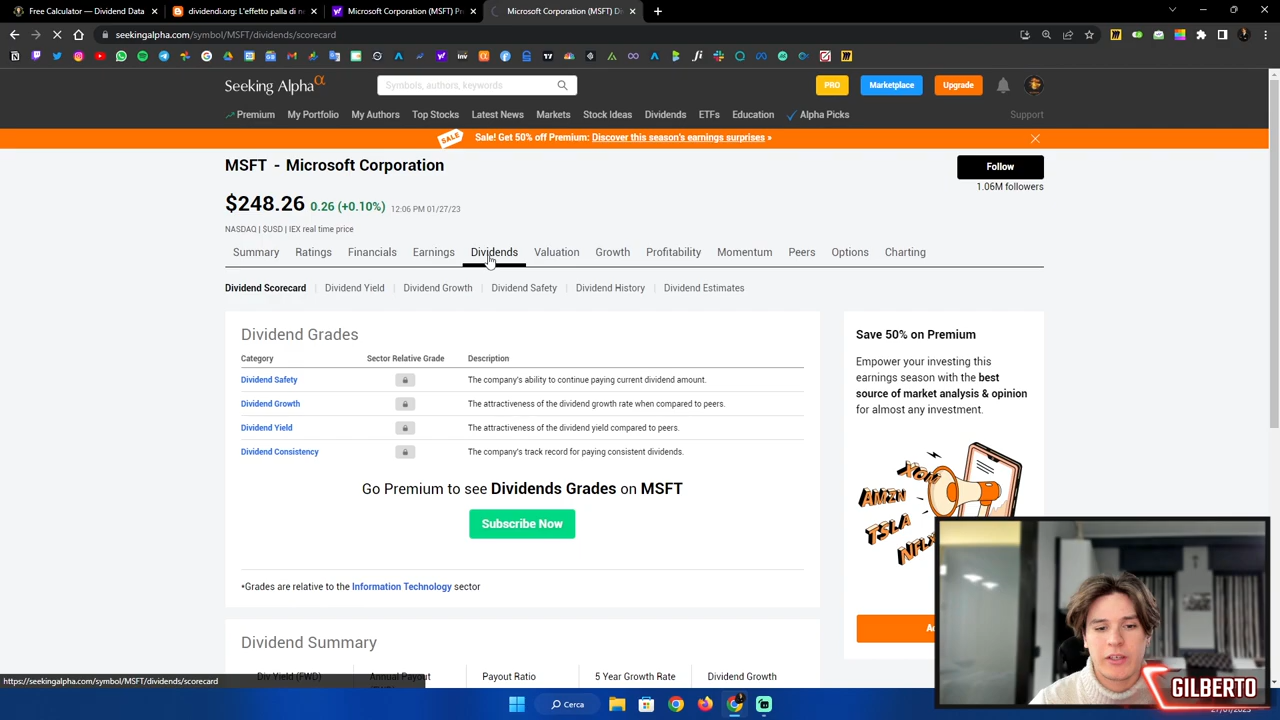 Free Calculator — Dividend Data
dividendi.org: L'effetto palla di n
Microsoft Corporation (MSFT) Pr
Microsoft Corporation (MSFT) D
seekingalpha.com/symbol/MSFT/dividends/scorecard
Seeking Alpha α
Symbols, authors, keywords
PRO
Marketplace
Upgrade
Premium
My Portfolio
My Authors
Top Stocks
Latest News
Markets
Stock Ideas
Dividends
ETFs
Education
Alpha Picks
Support
SALE
Sale! Get 50% off Premium: Discover this season's earnings surprises »
MSFT - Microsoft Corporation
Follow
1.06M followers
$248.26 0.26 (+0.10%) 12:06 PM 01/27/23
NASDAQ | $USD | IEX real time price
Summary
Ratings
Financials
Earnings
Dividends
Valuation
Growth
Profitability
Momentum
Peers
Options
Charting
Dividend Scorecard
Dividend Yield
Dividend Growth
Dividend Safety
Dividend History
Dividend Estimates
Dividend Grades
Category
Sector Relative Grade
Description
Dividend Safety
The company's ability to continue paying current dividend amount.
Dividend Growth
The attractiveness of the dividend growth rate when compared to peers.
Dividend Yield
The attractiveness of the dividend yield compared to peers.
Dividend Consistency
The company's track record for paying consistent dividends.
Go Premium to see Dividends Grades on MSFT
Subscribe Now
*Grades are relative to the Information Technology sector
Save 50% on Premium
Empower your investing this
earnings season with the best
source of market analysis & opinion
for almost any investment.
AMZN
TSLA
Dividend Summary
Div Yield (FWD)
Annual Payout
Payout Ratio
5 Year Growth Rate
Dividend Growth
https://seekingalpha.com/symbol/MSFT/dividends/scorecard
Cerca
GILBERTO